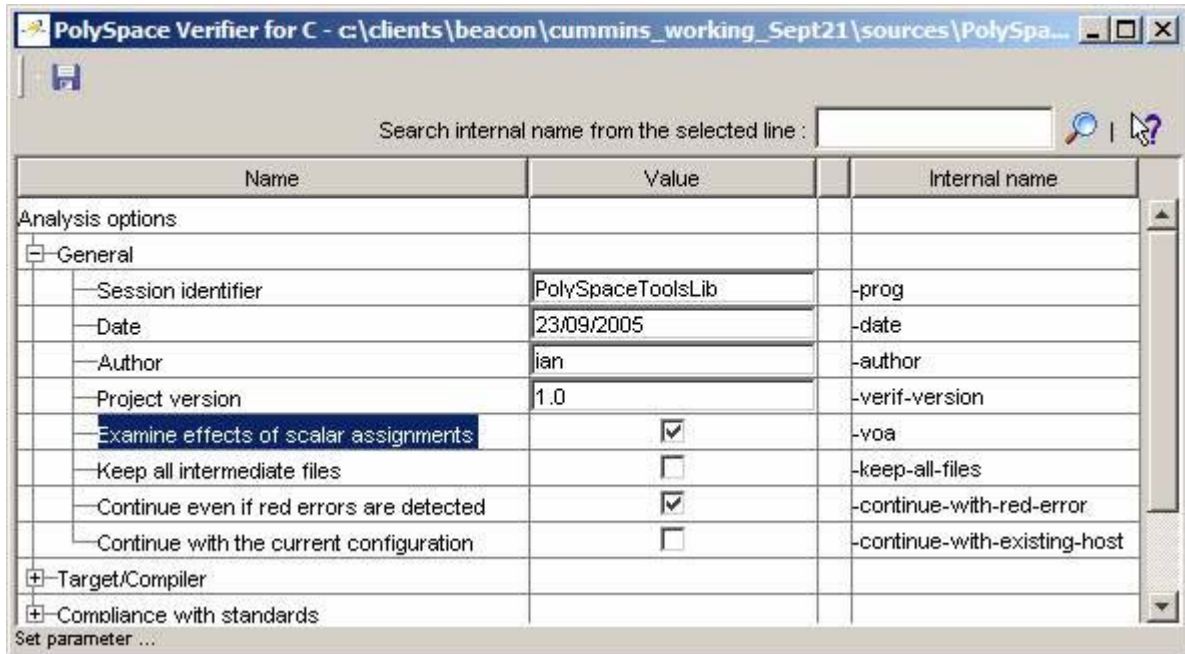 PolySpace Verifier for C - c:\clients\beacon\cummins_working_Sept21\sources\PolySpa...
Search internal name from the selected line :
Name Value Internal name
Analysis options
General
Session identifier PolySpaceToolsLib -prog
Date 23/09/2005 -date
Author ian -author
Project version 1.0 -verif-version
Examine effects of scalar assignments -voa
Keep all intermediate files -keep-all-files
Continue even if red errors are detected -continue-with-red-error
Continue with the current configuration -continue-with-existing-host
Target/Compiler
Compliance with standards
Set parameter ...